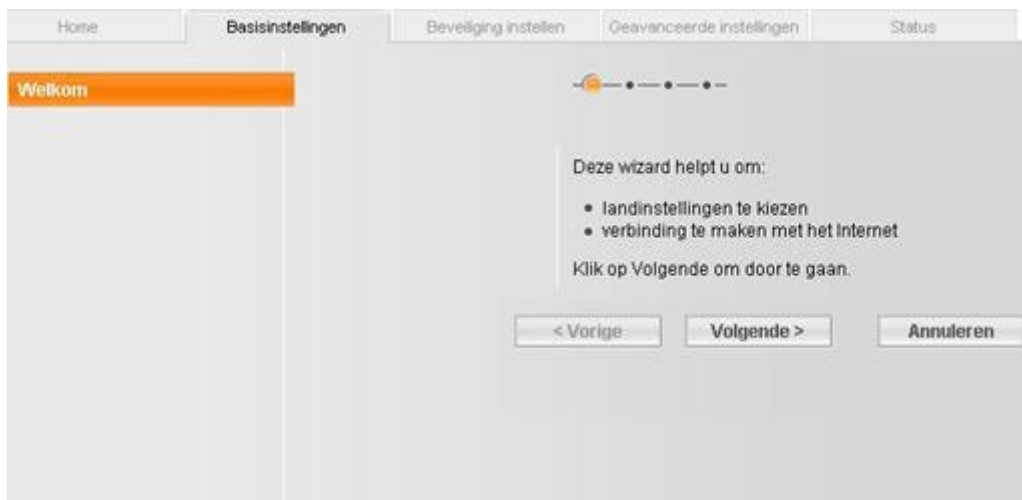 Home Basisinstellingen Beveiliging instellen Geavanceerde instellingen Status
Welkom
Deze wizard helpt u om:
landinstellingen te kiezen
verbinding te maken met het Internet
Klik op Volgende om door te gaan.
< Vorige Volgende > Annuleren